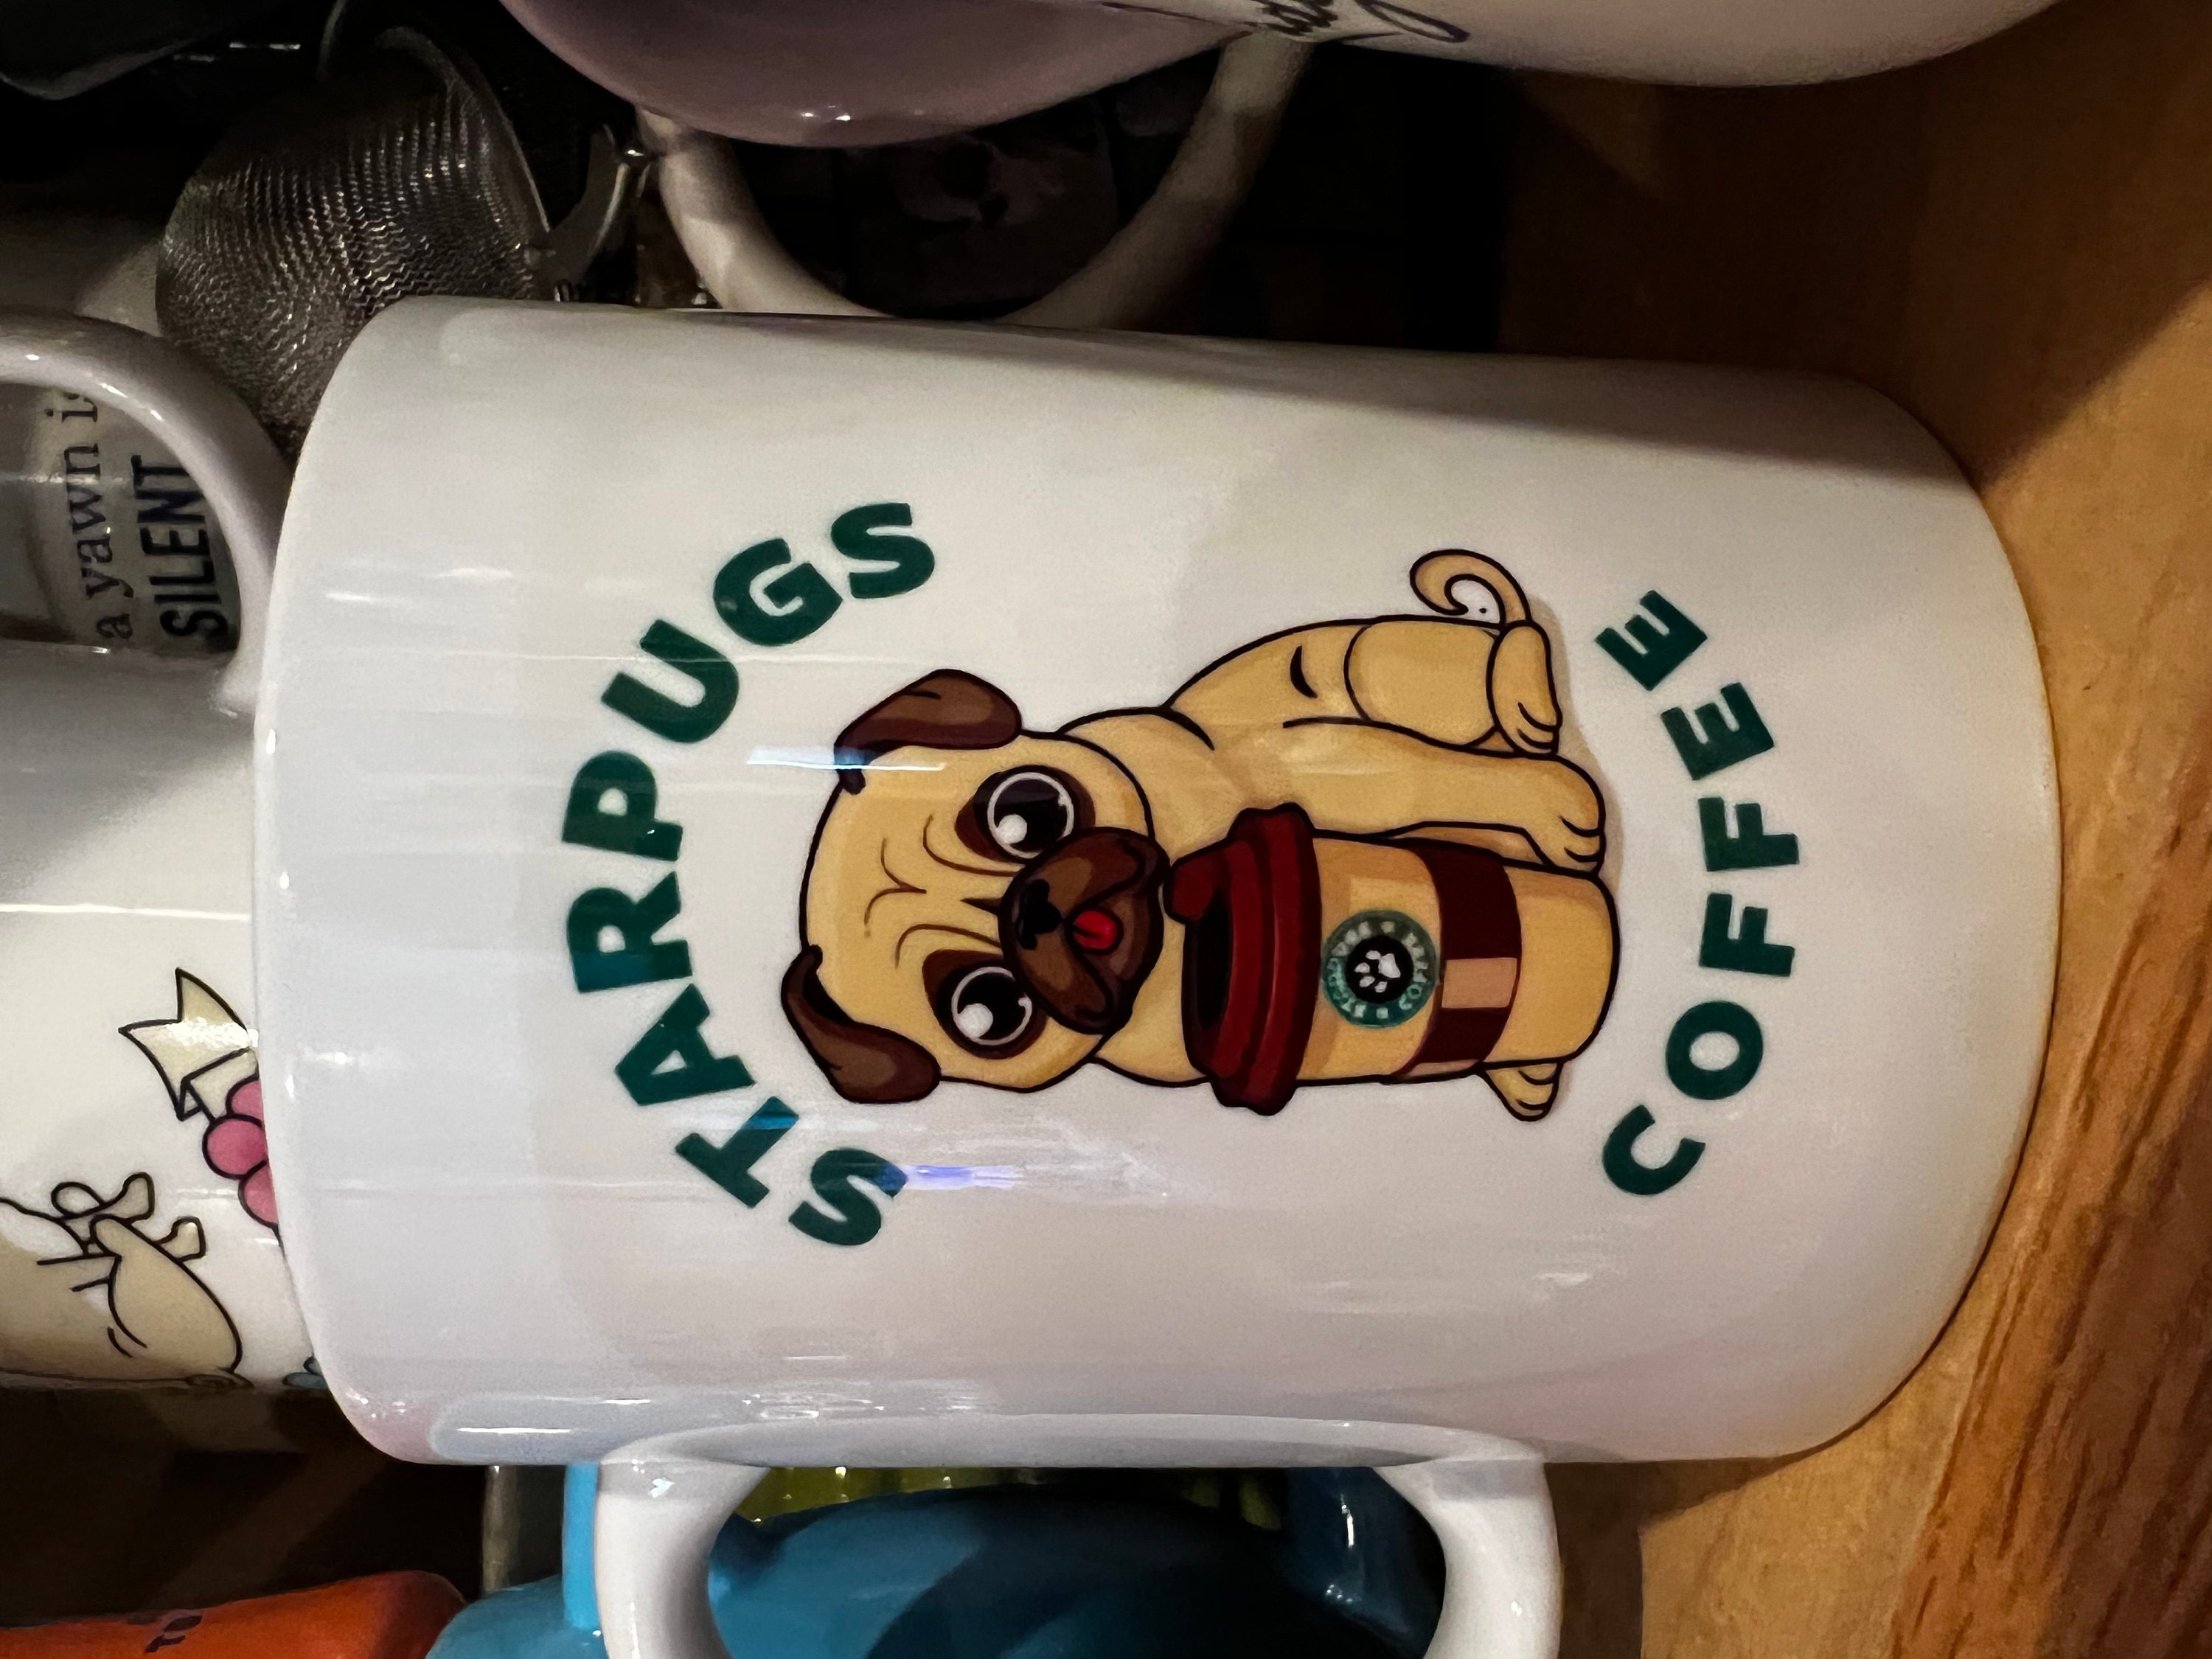 STARPUGS
COFFEE
a yawn is
SILENT